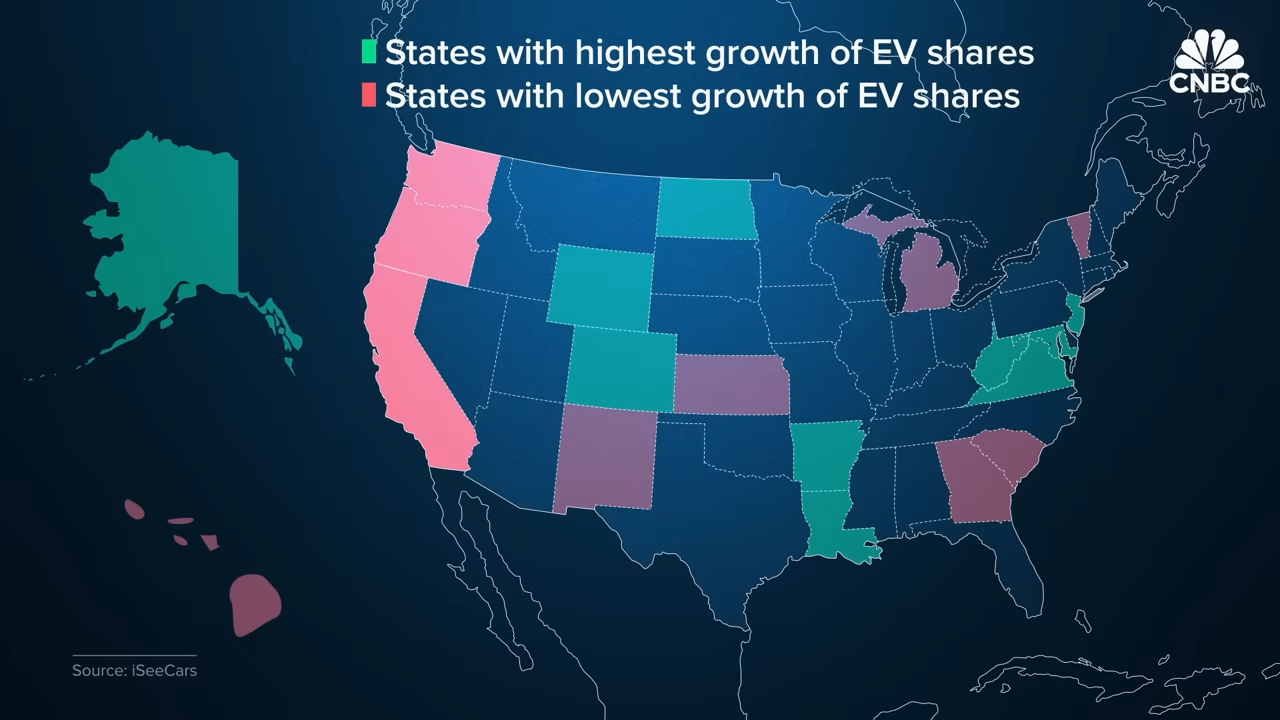 States with highest growth of EV shares
States with lowest growth of EV shares
CNBC
Source: iSeeCars